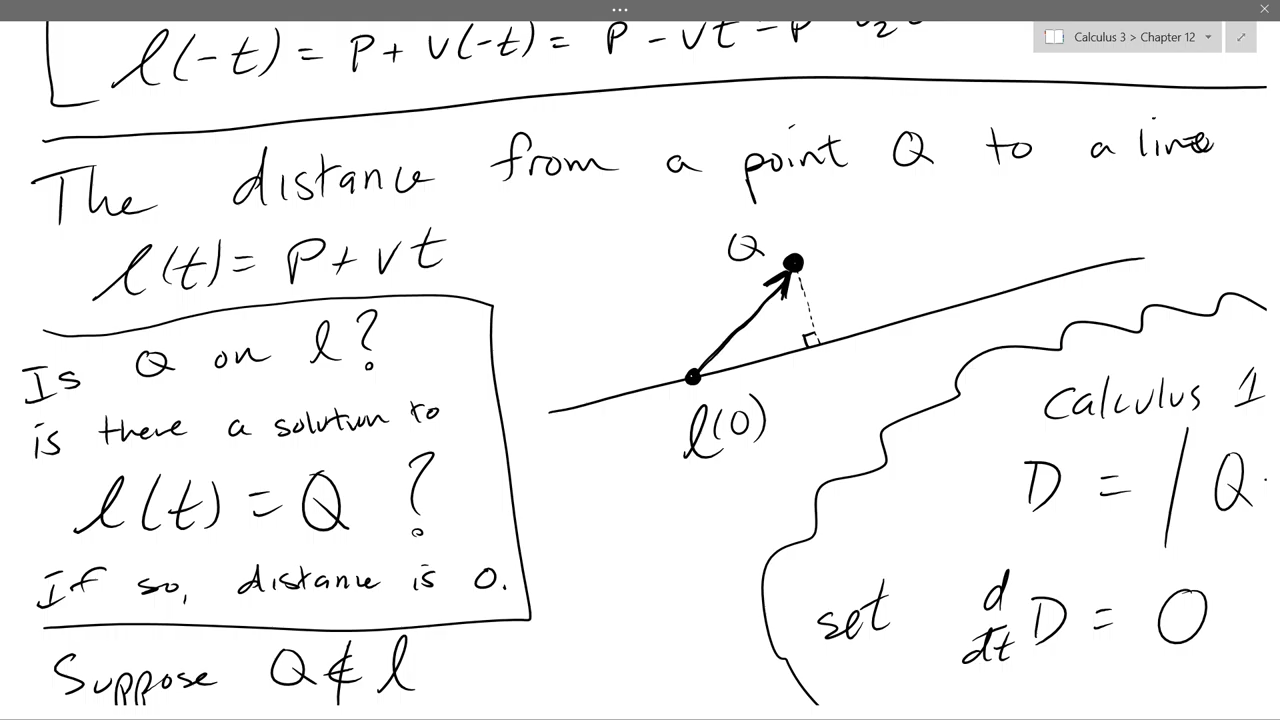 Calculus 3 > Chapter 12
l(-t) = P + v(-t) = P - vt = P
The distance from a point Q to a line
l(t) = P + vt
Is Q on l?
is there a solution to
l(t) = Q ?
If so, distance is 0.
Suppose Q ∉ l
Q
l(0)
Calculus 1
D = | Q
set d/dt D = 0